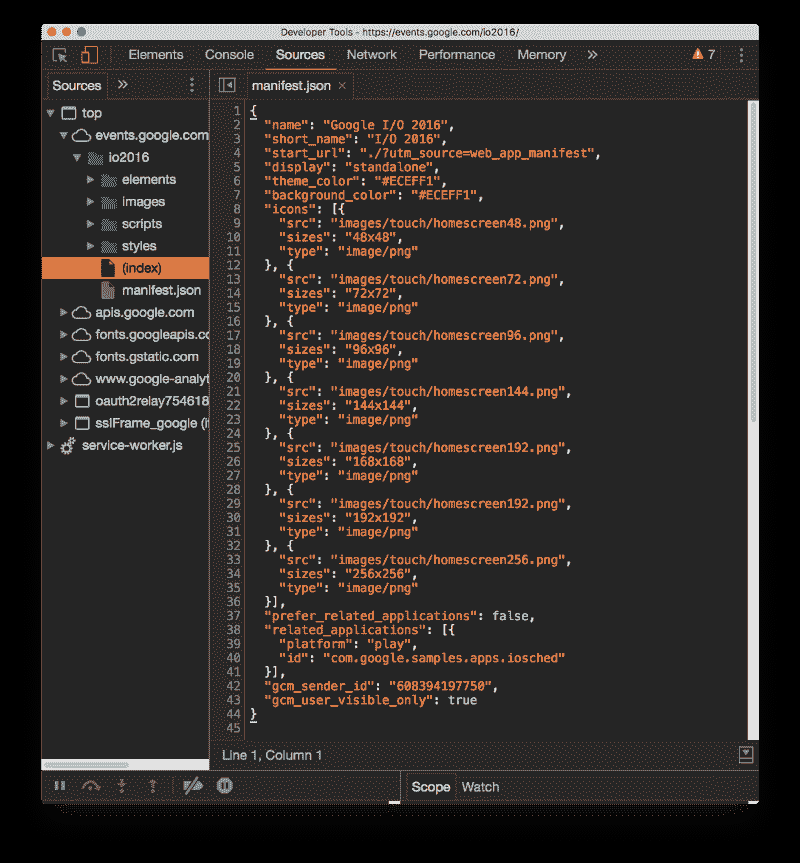 Developer Tools - https://events.google.com/io2016/
Elements Console Sources Network Performance Memory » 7
Sources » manifest.json ×
top
events.google.com
io2016
elements
images
scripts
styles
(index)
manifest.json
apis.google.com
fonts.googleapis.co
fonts.gstatic.com
www.google-analyt
oauth2relay754618
sslFrame_google (i
service-worker.js
1 {
2 "name": "Google I/O 2016",
3 "short_name": "I/O 2016",
4 "start_url": "./?utm_source=web_app_manifest",
5 "display": "standalone",
6 "theme_color": "#ECEFF1",
7 "background_color": "#ECEFF1",
8 "icons": [{
9 "src": "images/touch/homescreen48.png",
10 "sizes": "48x48",
11 "type": "image/png"
12 }, {
13 "src": "images/touch/homescreen72.png",
14 "sizes": "72x72",
15 "type": "image/png"
16 }, {
17 "src": "images/touch/homescreen96.png",
18 "sizes": "96x96",
19 "type": "image/png"
20 }, {
21 "src": "images/touch/homescreen144.png",
22 "sizes": "144x144",
23 "type": "image/png"
24 }, {
25 "src": "images/touch/homescreen192.png",
26 "sizes": "168x168",
27 "type": "image/png"
28 }, {
29 "src": "images/touch/homescreen192.png",
30 "sizes": "192x192",
31 "type": "image/png"
32 }, {
33 "src": "images/touch/homescreen256.png",
34 "sizes": "256x256",
35 "type": "image/png"
36 }],
37 "prefer_related_applications": false,
38 "related_applications": [{
39 "platform": "play",
40 "id": "com.google.samples.apps.iosched"
41 }],
42 "gcm_sender_id": "608394197750",
43 "gcm_user_visible_only": true
44 }
45
Line 1, Column 1
Scope Watch